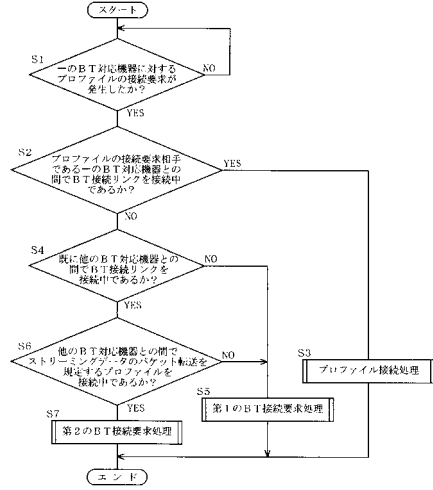 スタート
S1
一のBT対応機器に対する
プロファイルの接続要求が
発生したか？
NO
YES
S2
プロファイルの接続要求相手
である一のBT対応機器との
間でBT接続リンクを接続中
であるか？
YES
NO
S4
既に他のBT対応機器との
間でBT接続リンクを
接続中であるか？
NO
YES
S6
他のBT対応機器との間で
ストリーミングデータのパケット転送を
規定するプロファイルを
接続中であるか？
NO
YES
S3
プロファイル接続処理
S5
第1のBT接続要求処理
S7
第2のBT接続要求処理
エンド